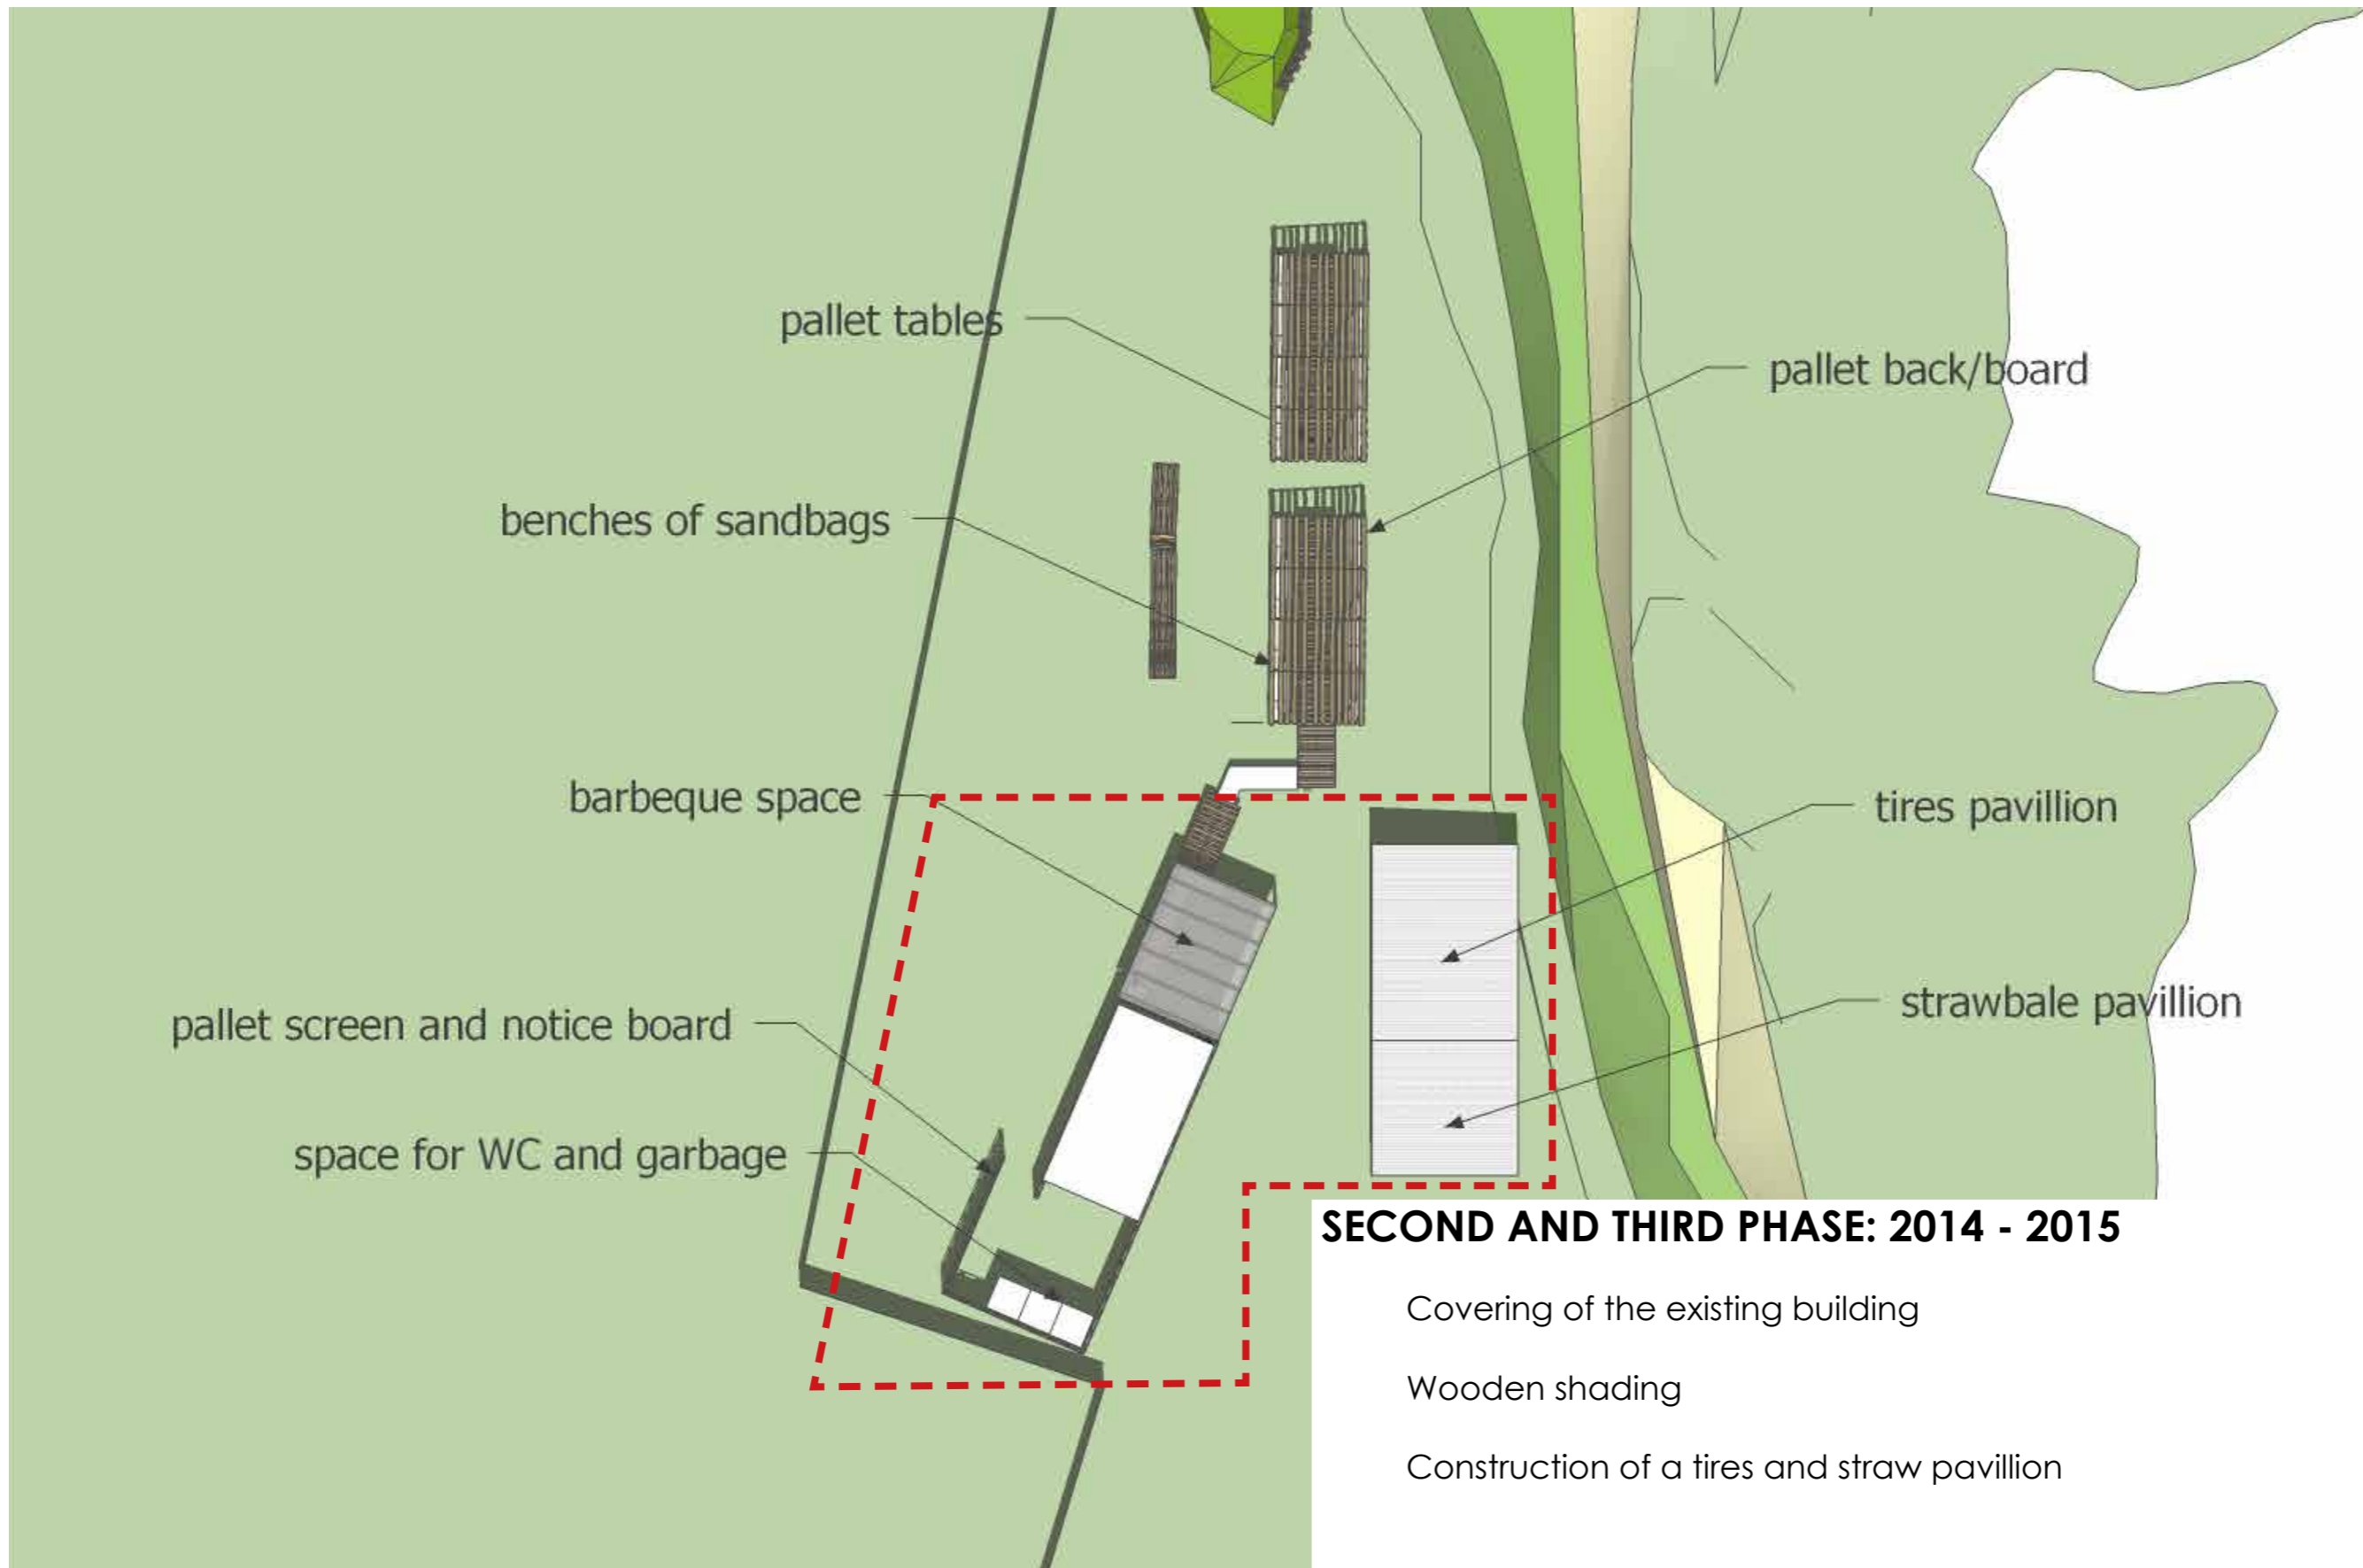 pallet tables
pallet back/board
benches of sandbags
barbeque space
tires pavillion
strawbale pavillion
pallet screen and notice board
space for WC and garbage
SECOND AND THIRD PHASE: 2014 - 2015
Covering of the existing building
Wooden shading
Construction of a tires and straw pavillion